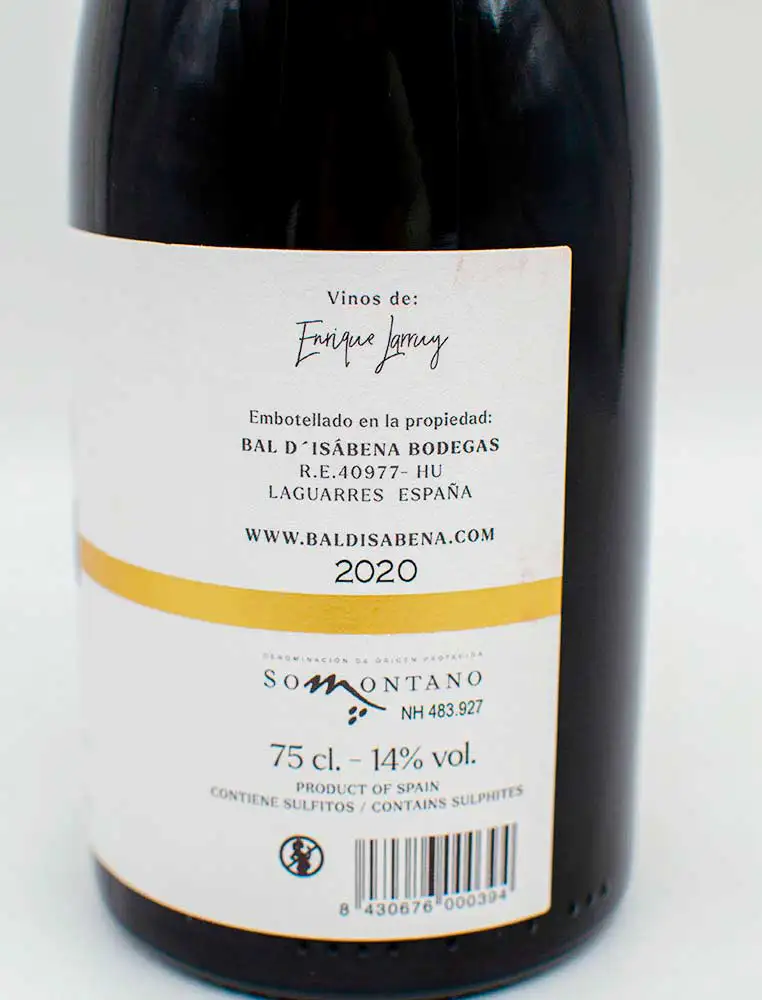 Vinos de:
Enrique Larruy
Embotellado en la propiedad:
BAL D´ISÁBENA BODEGAS
R.E.40977- HU
LAGUARRES ESPAÑA
WWW.BALDISABENA.COM
2020
DENOMINACIÓN DE ORIGEN PROTEGIDA
SOMONTANO
NH 483.927
75 cl. - 14% vol.
PRODUCT OF SPAIN
CONTIENE SULFITOS / CONTAINS SULPHITES
8 430676 000394